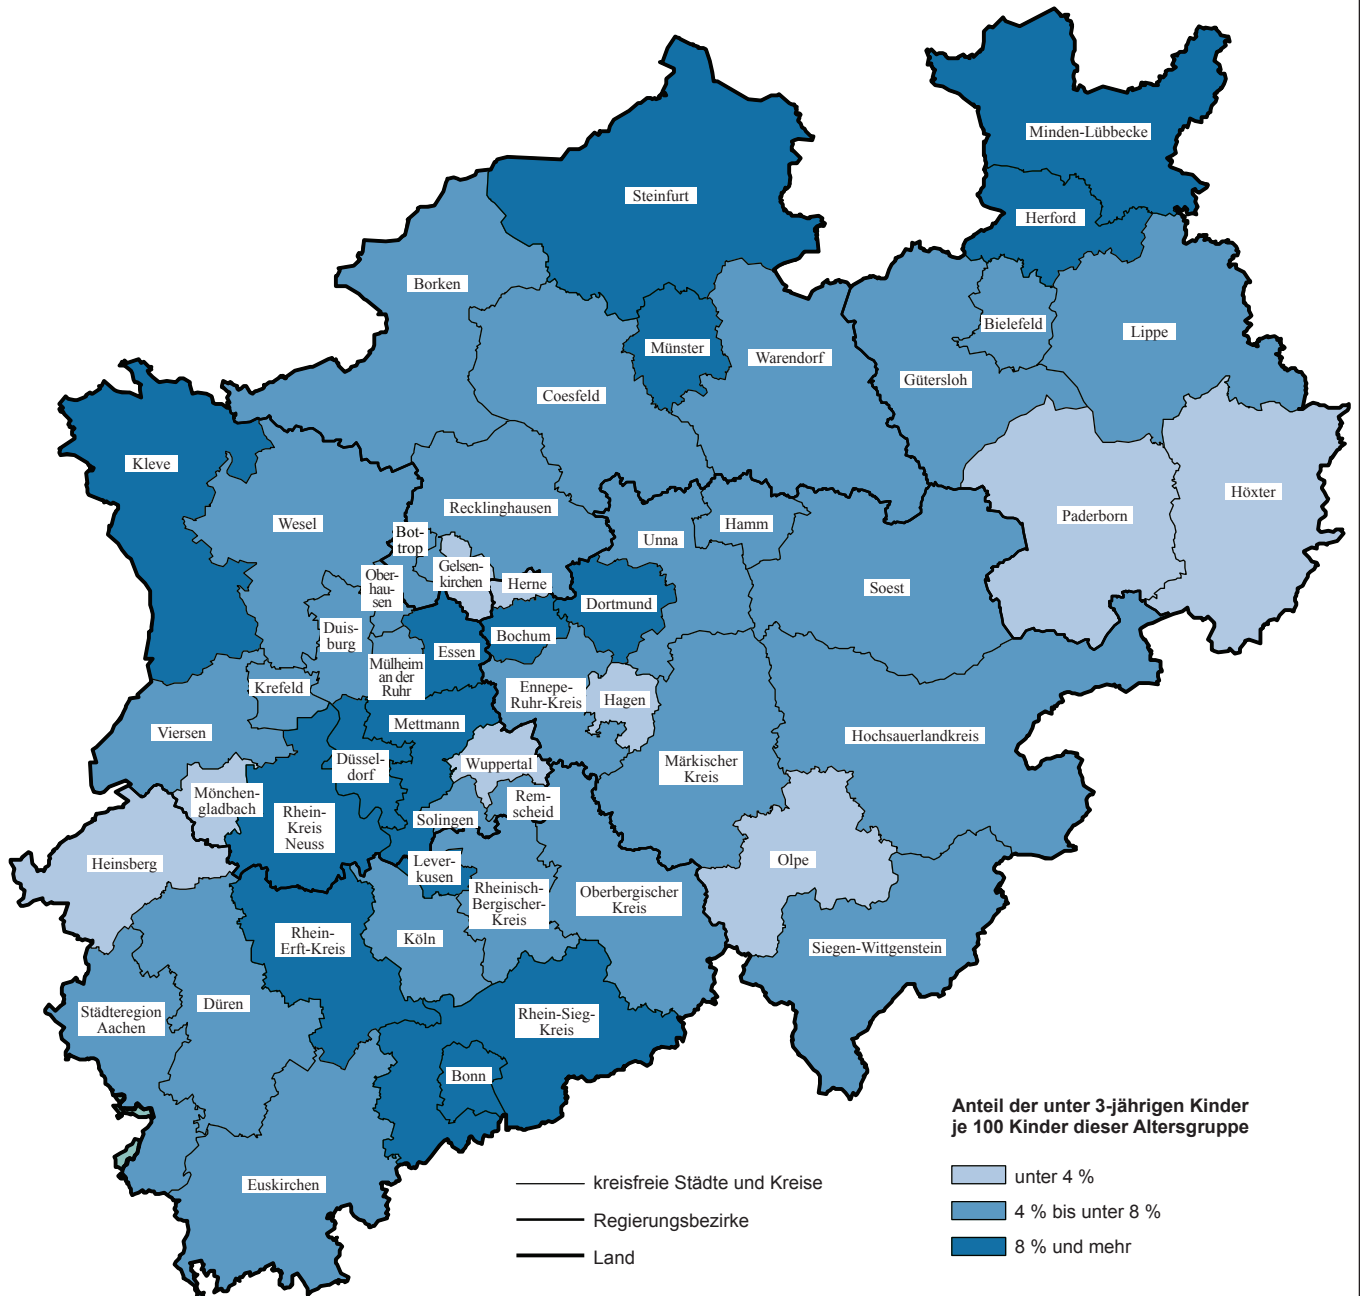 Minden-Lübbecke
Steinfurt
Herford
Borken
Bielefeld
Lippe
Münster
Warendorf
Gütersloh
Coesfeld
Kleve
Höxter
Recklinghausen
Paderborn
Wesel
Hamm
Unna
Bot-
trop
Gelsen-
kirchen
Herne
Ober-
hau-
sen
Soest
Dortmund
Duis-
burg
Bochum
Essen
Mülheim
an der
Ruhr
Krefeld
Ennepe-
Ruhr-Kreis
Hagen
Mettmann
Viersen
Hochsauerlandkreis
Düssel-
dorf
Wuppertal
Märkischer
Kreis
Mönchen-
gladbach
Rem-
scheid
Rhein-
Kreis
Neuss
Solingen
Heinsberg
Olpe
Lever-
kusen
Rheinisch-
Bergischer-
Kreis
Oberbergischer
Kreis
Rhein-
Erft-Kreis
Köln
Siegen-Wittgenstein
Düren
Städteregion
Aachen
Rhein-Sieg-
Kreis
Bonn
Euskirchen
kreisfreie Städte und Kreise
Regierungsbezirke
Land
Anteil der unter 3-jährigen Kinder
je 100 Kinder dieser Altersgruppe
unter 4 %
4 % bis unter 8 %
8 % und mehr